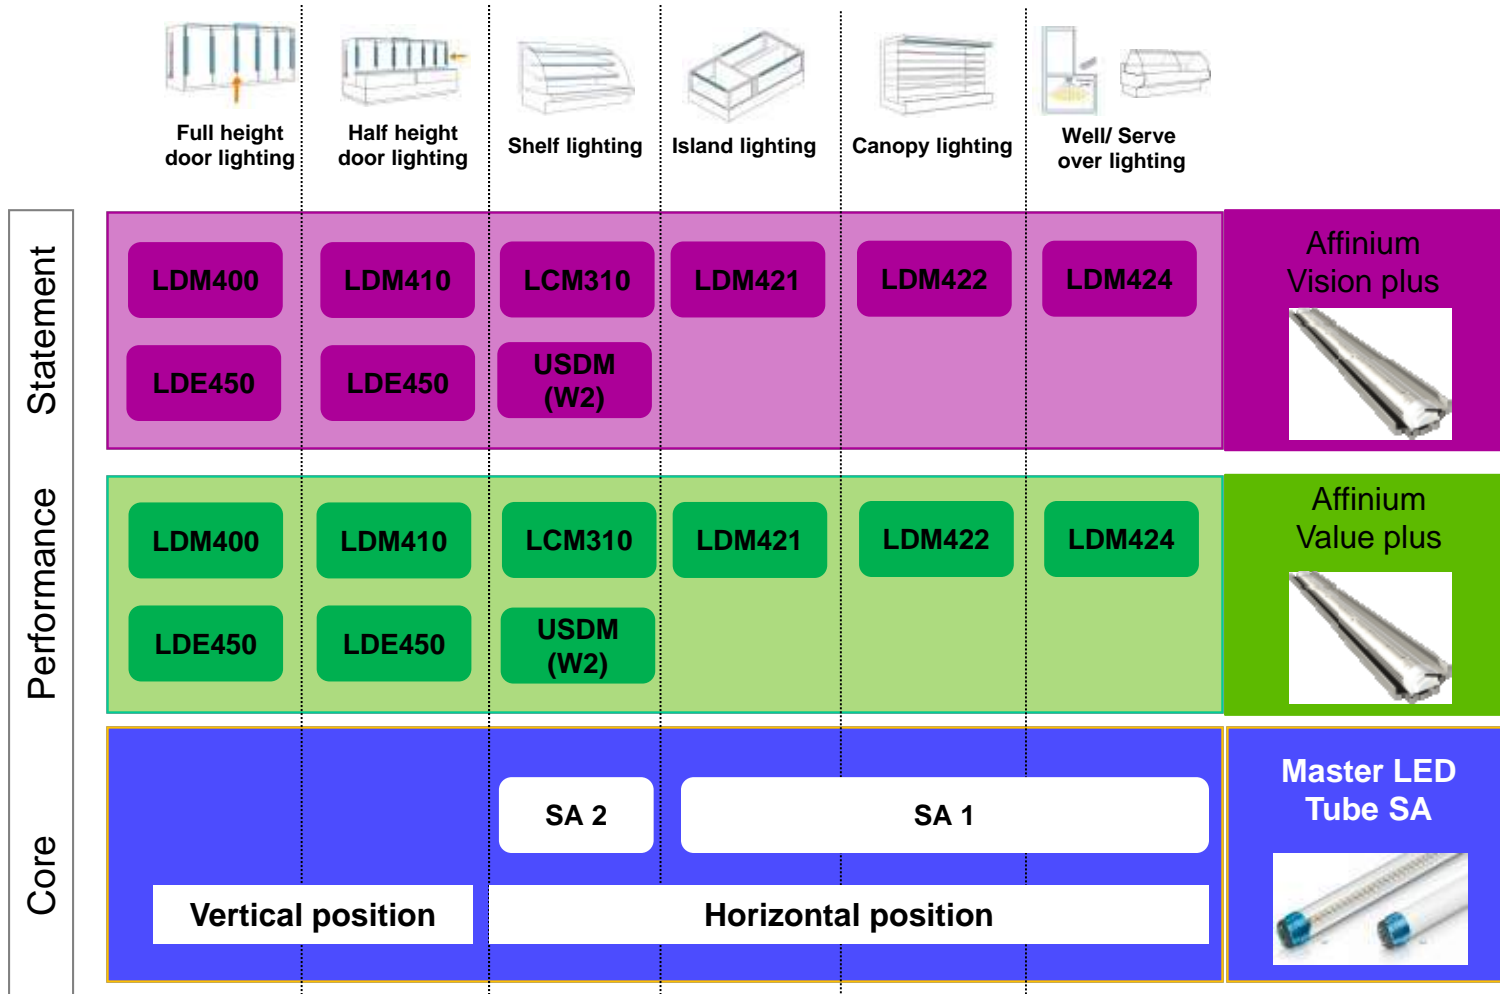 Full height
door lighting
Half height
door lighting
Shelf lighting
Island lighting
Canopy lighting
Well/ Serve
over lighting
Statement
LDM400
LDM410
LCM310
LDM421
LDM422
LDM424
LDE450
LDE450
USDM
(W2)
Affinium
Vision plus
Performance
LDM400
LDM410
LCM310
LDM421
LDM422
LDM424
LDE450
LDE450
USDM
(W2)
Affinium
Value plus
Core
SA 2
SA 1
Vertical position
Horizontal position
Master LED
Tube SA